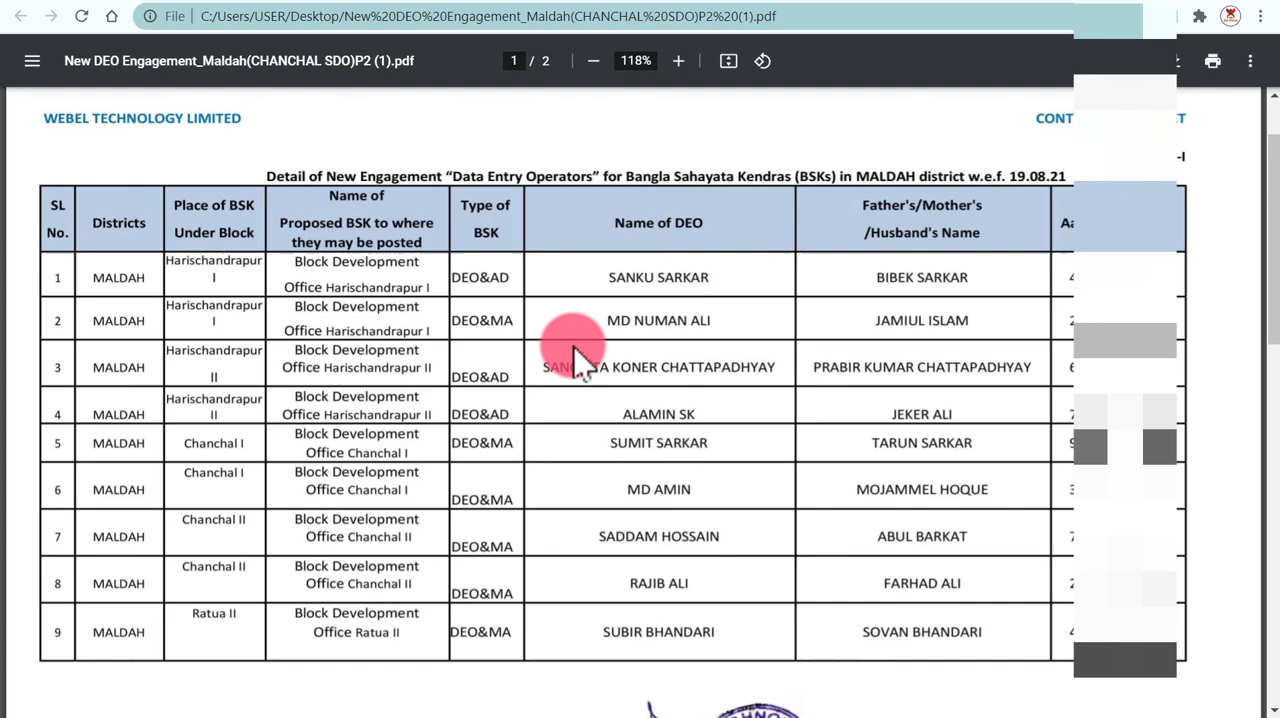 File C:/Users/USER/Desktop/New%20DEO%20Engagement_Maldah(CHANCHAL%20SDO)P2%20(1).pdf
New DEO Engagement_Maldah(CHANCHAL SDO)P2 (1).pdf 1 / 2 118%
WEBEL TECHNOLOGY LIMITED CONT T
-I
Detail of New Engagement “Data Entry Operators” for Bangla Sahayata Kendras (BSKs) in MALDAH district w.e.f. 19.08.21
SL No. Districts Place of BSK Under Block Name of Proposed BSK to where they may be posted Type of BSK Name of DEO Father's/Mother's /Husband's Name
1 MALDAH Harischandrapur I Block Development Office Harischandrapur I DEO&AD SANKU SARKAR BIBEK SARKAR 4
2 MALDAH Harischandrapur I Block Development Office Harischandrapur I DEO&MA MD NUMAN ALI JAMIUL ISLAM 2
3 MALDAH Harischandrapur II Block Development Office Harischandrapur II DEO&AD KONER CHATTAPADHYAY PRABIR KUMAR CHATTAPADHYAY 6
4 MALDAH Harischandrapur II Block Development Office Harischandrapur II DEO&AD ALAMIN SK JEKER ALI 7
5 MALDAH Chanchal I Block Development Office Chanchal I DEO&MA SUMIT SARKAR TARUN SARKAR 9
6 MALDAH Chanchal I Block Development Office Chanchal I DEO&MA MD AMIN MOJAMMEL HOQUE 3
7 MALDAH Chanchal II Block Development Office Chanchal II DEO&MA SADDAM HOSSAIN ABUL BARKAT 7
8 MALDAH Chanchal II Block Development Office Chanchal II DEO&MA RAJIB ALI FARHAD ALI 2
9 MALDAH Ratua II Block Development Office Ratua II DEO&MA SUBIR BHANDARI SOVAN BHANDARI 4